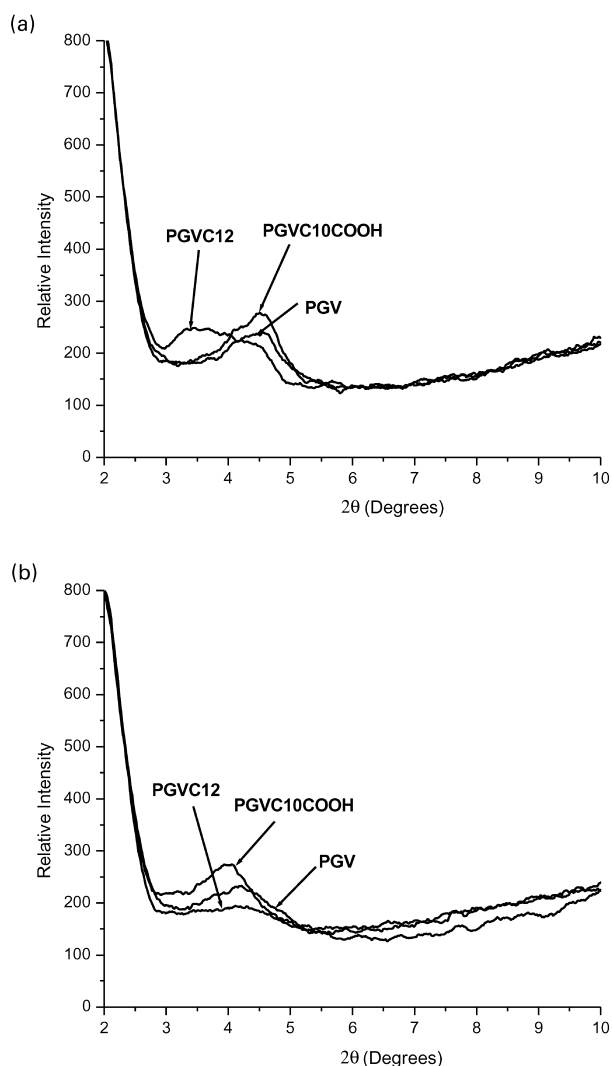 (a)
800
700
600
500
400
300
200
100
0
Relative Intensity
PGVC12
PGVC10COOH
PGV
2 3 4 5 6 7 8 9 10
2θ (Degrees)
(b)
800
700
600
500
400
300
200
100
0
Relative Intensity
PGVC12
PGVC10COOH
PGV
2 3 4 5 6 7 8 9 10
2θ (Degrees)